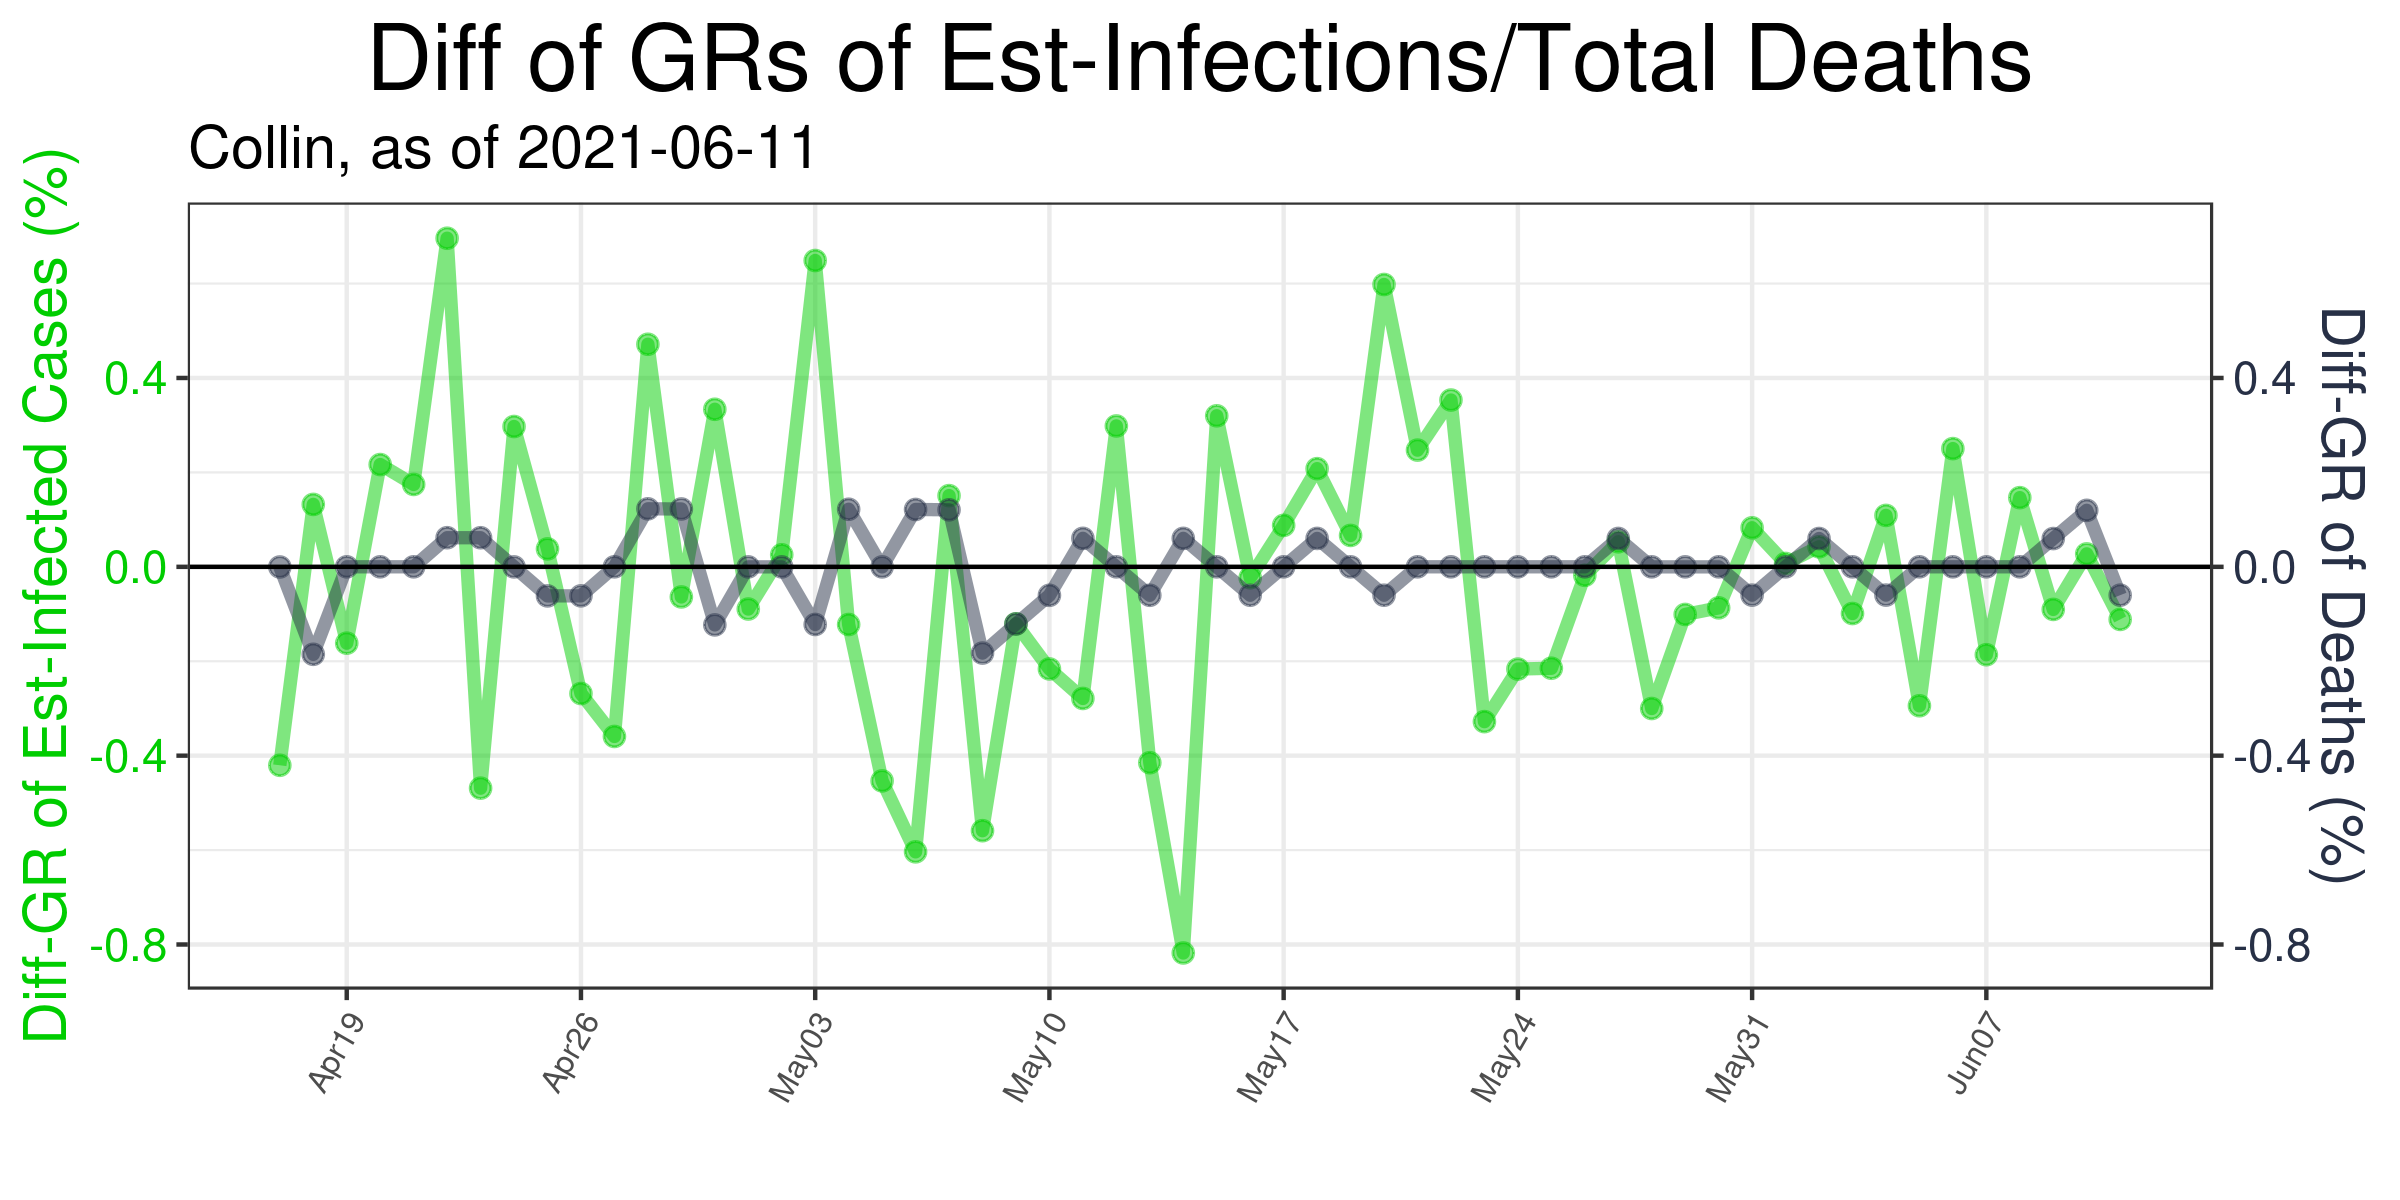 Diff of GRs of Est-Infections/Total Deaths
Collin, as of 2021-06-11
Diff-GR of Est-Infected Cases (%)
0.4
0.0
-0.4
-0.8
0.4
0.0
-0.4
-0.8
Diff-GR of Deaths (%)
Apr19
Apr26
May03
May10
May17
May24
May31
Jun07